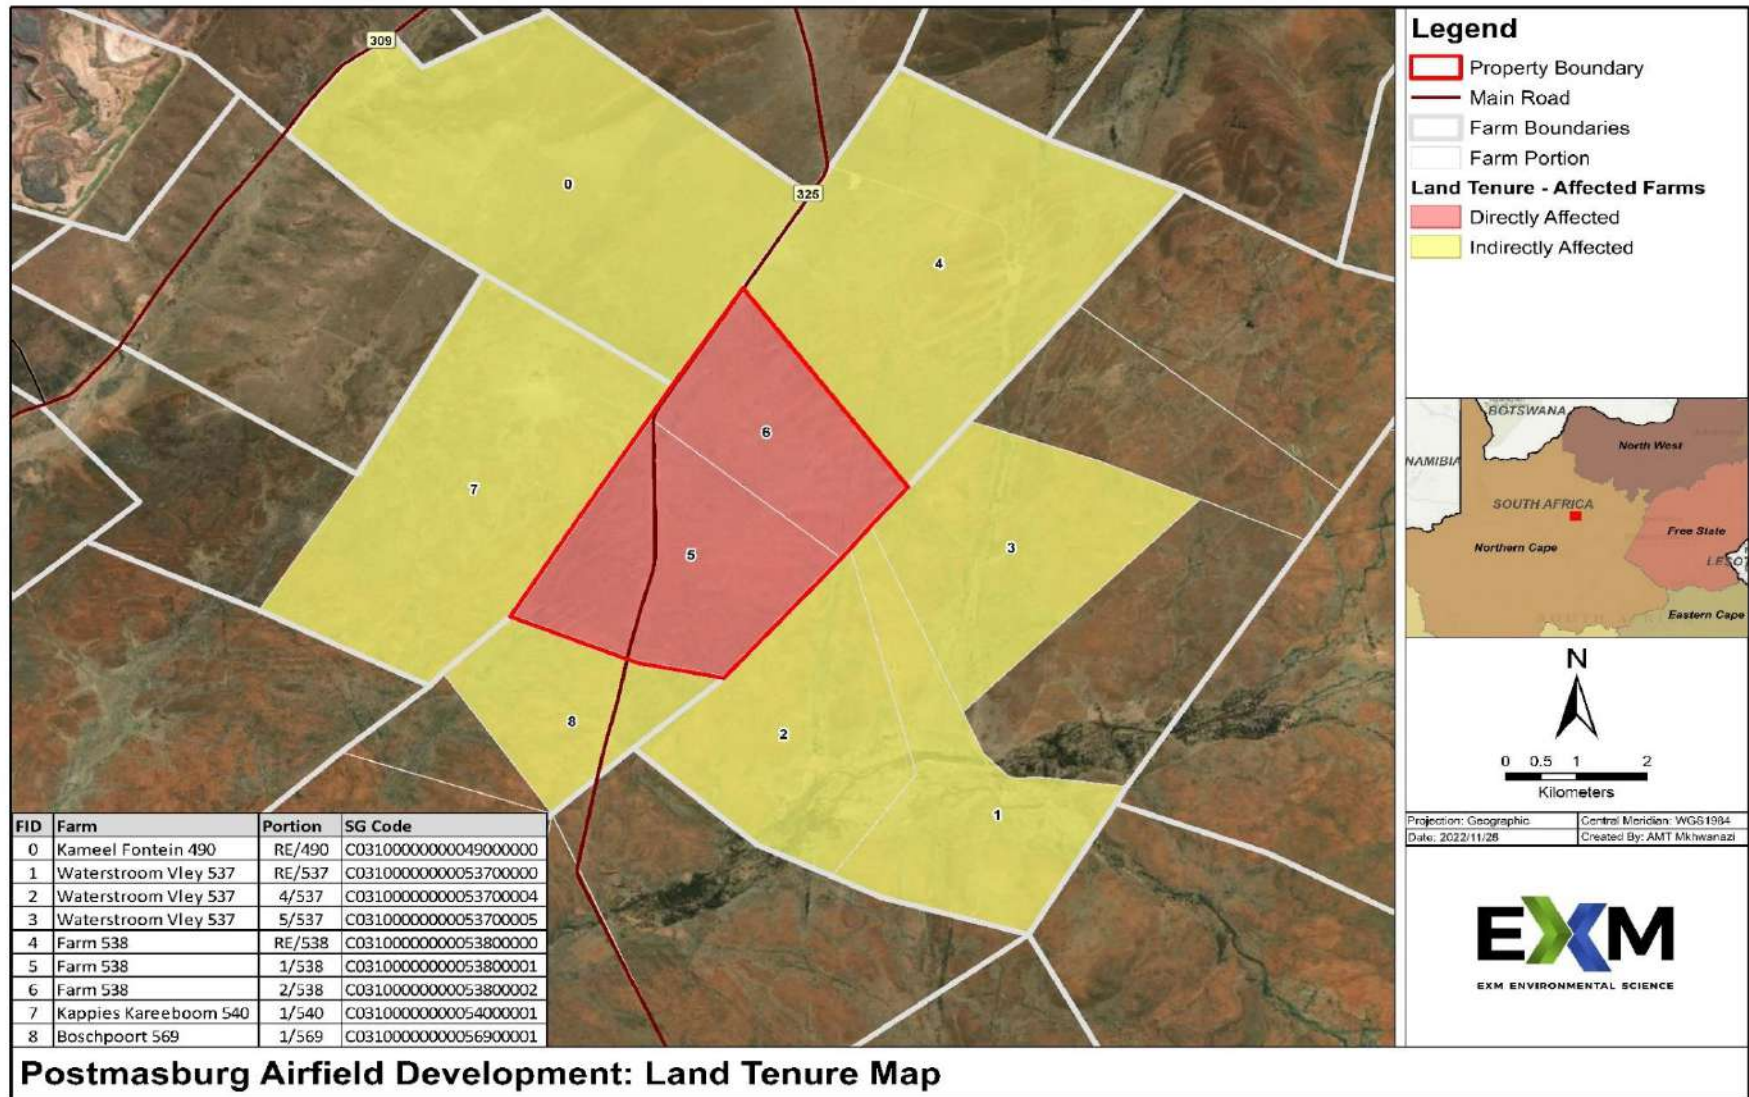 309
325
0
4
7
6
5
3
8
2
1
Legend
Property Boundary
Main Road
Farm Boundaries
Farm Portion
Land Tenure - Affected Farms
Directly Affected
Indirectly Affected
BOTSWANA
North West
NAMIBIA
SOUTH AFRICA
Free State
Northern Cape
Eastern Cape
N
0 0.5 1 2
Kilometers
Projection: Geographic Central Meridian: WGS1984
Date: 2022/11/28 Created By: AMT Mkhwanazi
EXM
EXM ENVIRONMENTAL SCIENCE
FID Farm Portion SG Code
0 Kameel Fontein 490 RE/490 C03100000000049000000
1 Waterstroom Vley 537 RE/537 C03100000000053700000
2 Waterstroom Vley 537 4/537 C03100000000053700004
3 Waterstroom Vley 537 5/537 C03100000000053700005
4 Farm 538 RE/538 C03100000000053800000
5 Farm 538 1/538 C03100000000053800001
6 Farm 538 2/538 C03100000000053800002
7 Kappies Kareeboom 540 1/540 C03100000000054000001
8 Boschpoort 569 1/569 C03100000000056900001
Postmasburg Airfield Development: Land Tenure Map